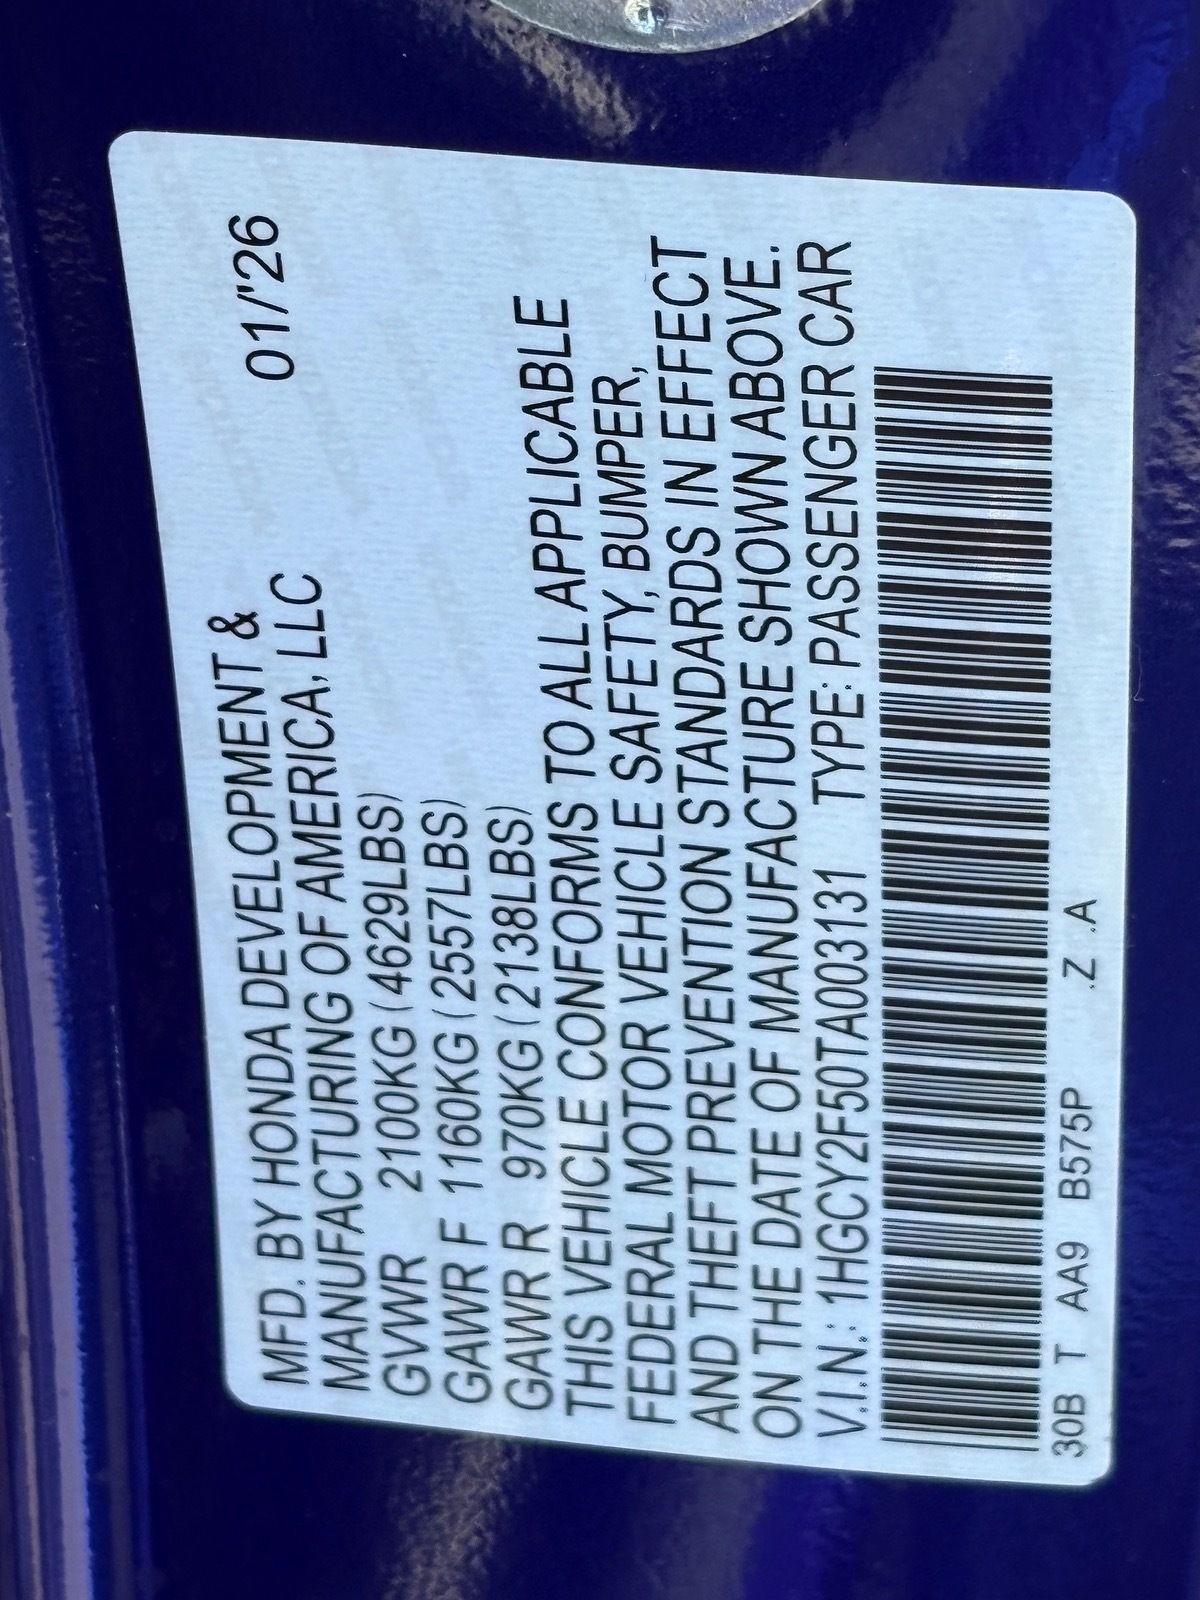 MFD. BY HONDA DEVELOPMENT & 01/'26
MANUFACTURING OF AMERICA, LLC
GVWR 2100KG (4629LBS)
GAWR F 1160KG (2557LBS)
GAWR R 970KG (2138LBS)
THIS VEHICLE CONFORMS TO ALL APPLICABLE
FEDERAL MOTOR VEHICLE SAFETY, BUMPER,
AND THEFT PREVENTION STANDARDS IN EFFECT
ON THE DATE OF MANUFACTURE SHOWN ABOVE.
V.I.N.: 1HGCY2F50TA003131 TYPE: PASSENGER CAR
30B T AA9 B575P .Z .A